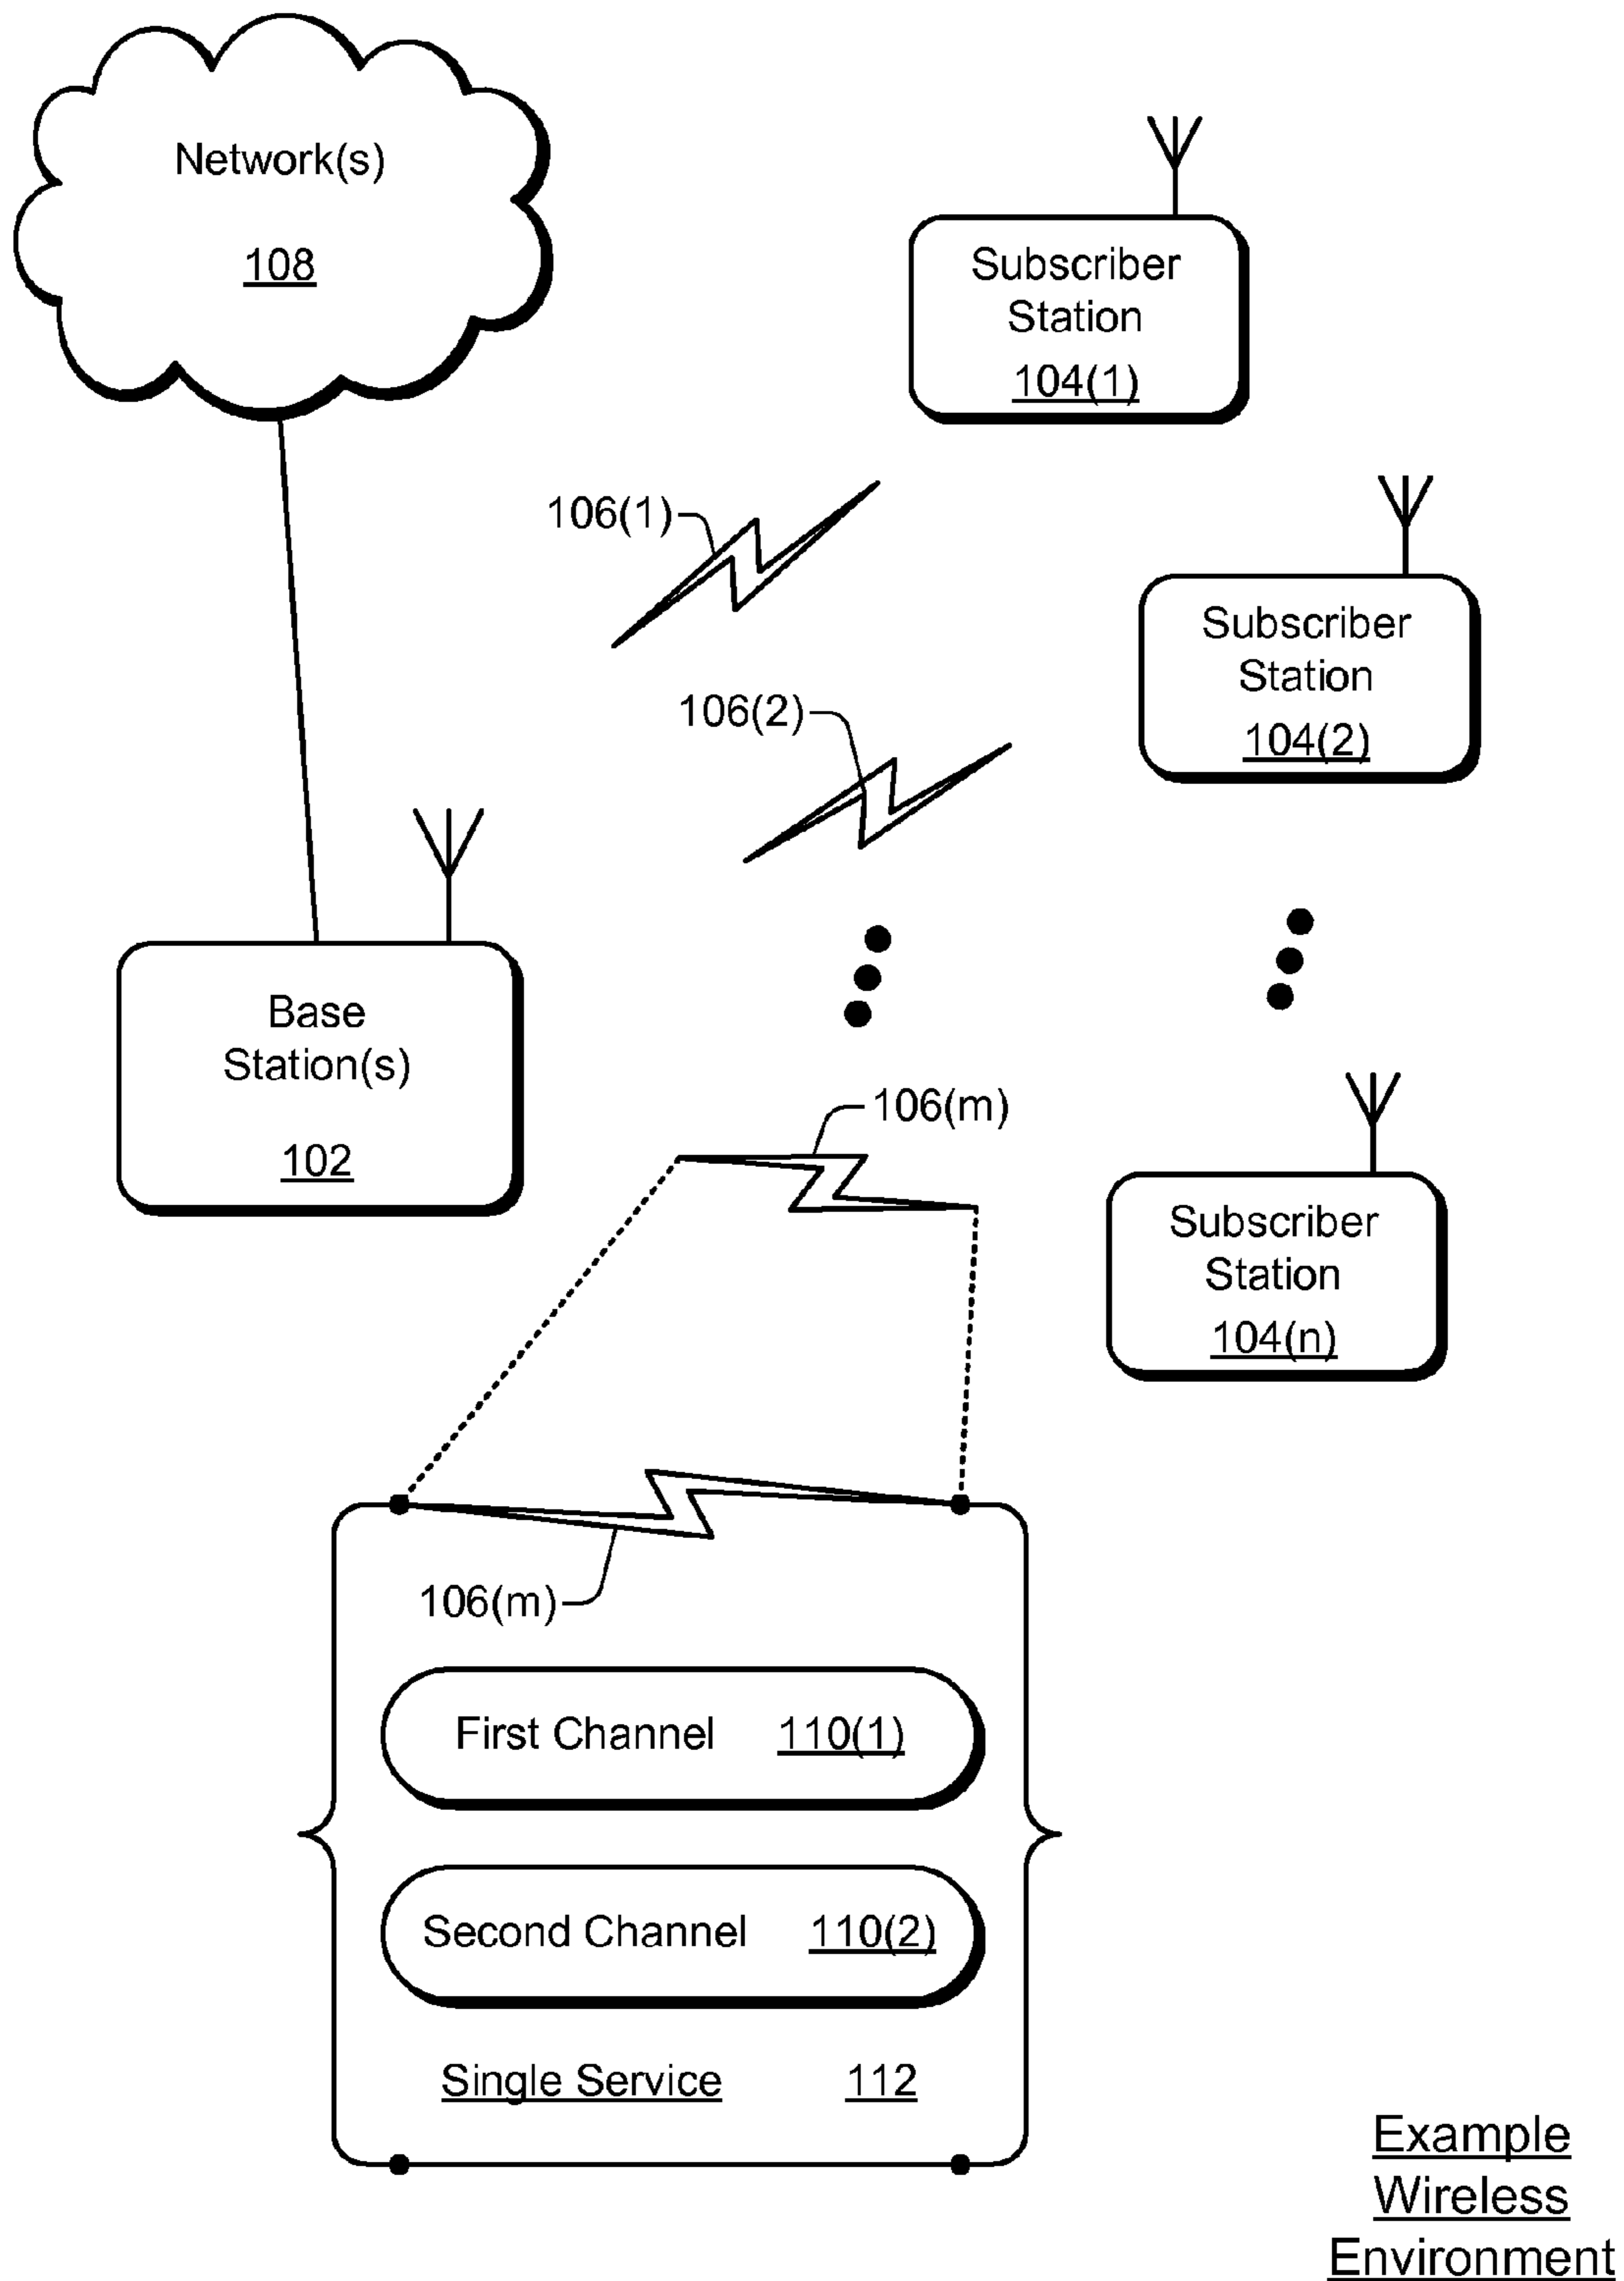 Network(s)
108
Subscriber
Station
104(1)
106(1)
Subscriber
Station
104(2)
106(2)
Base
Station(s)
102
106(m)
Subscriber
Station
104(n)
106(m)
First Channel 110(1)
Second Channel 110(2)
Single Service 112
Example
Wireless
Environment